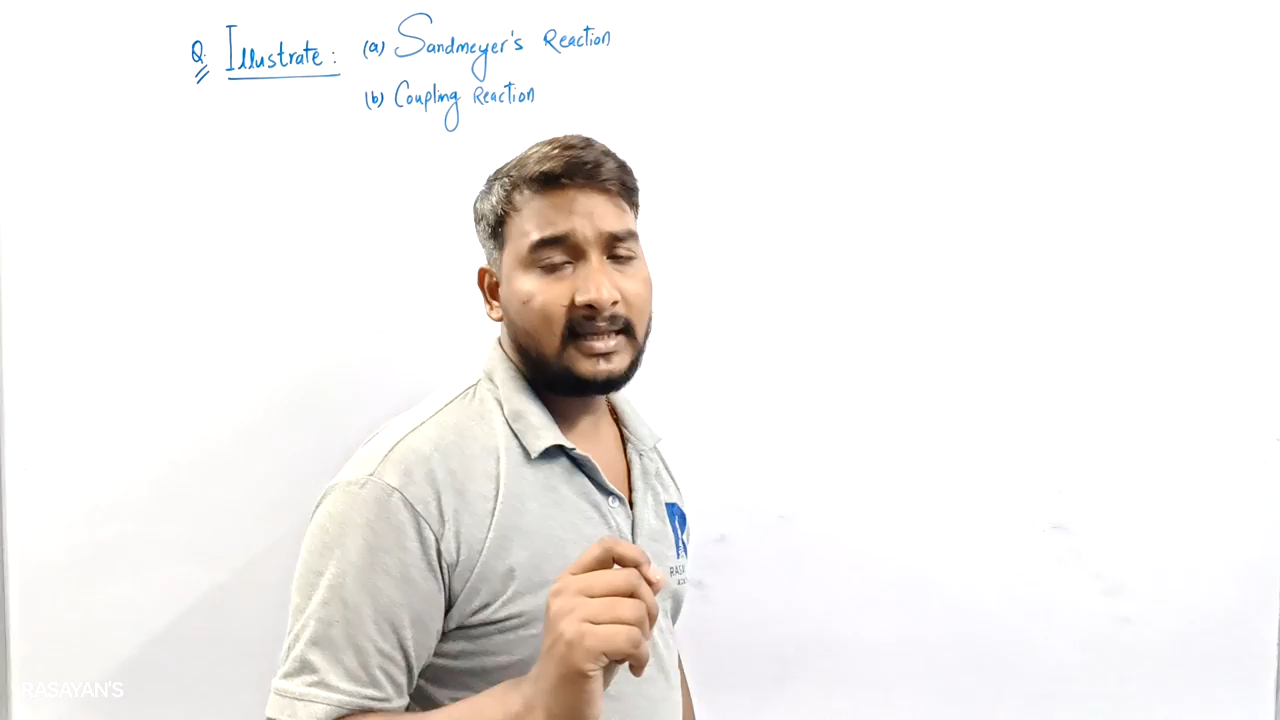 Q. Illustrate: (a) Sandmeyer's Reaction
(b) Coupling Reaction
RASAYAN'S